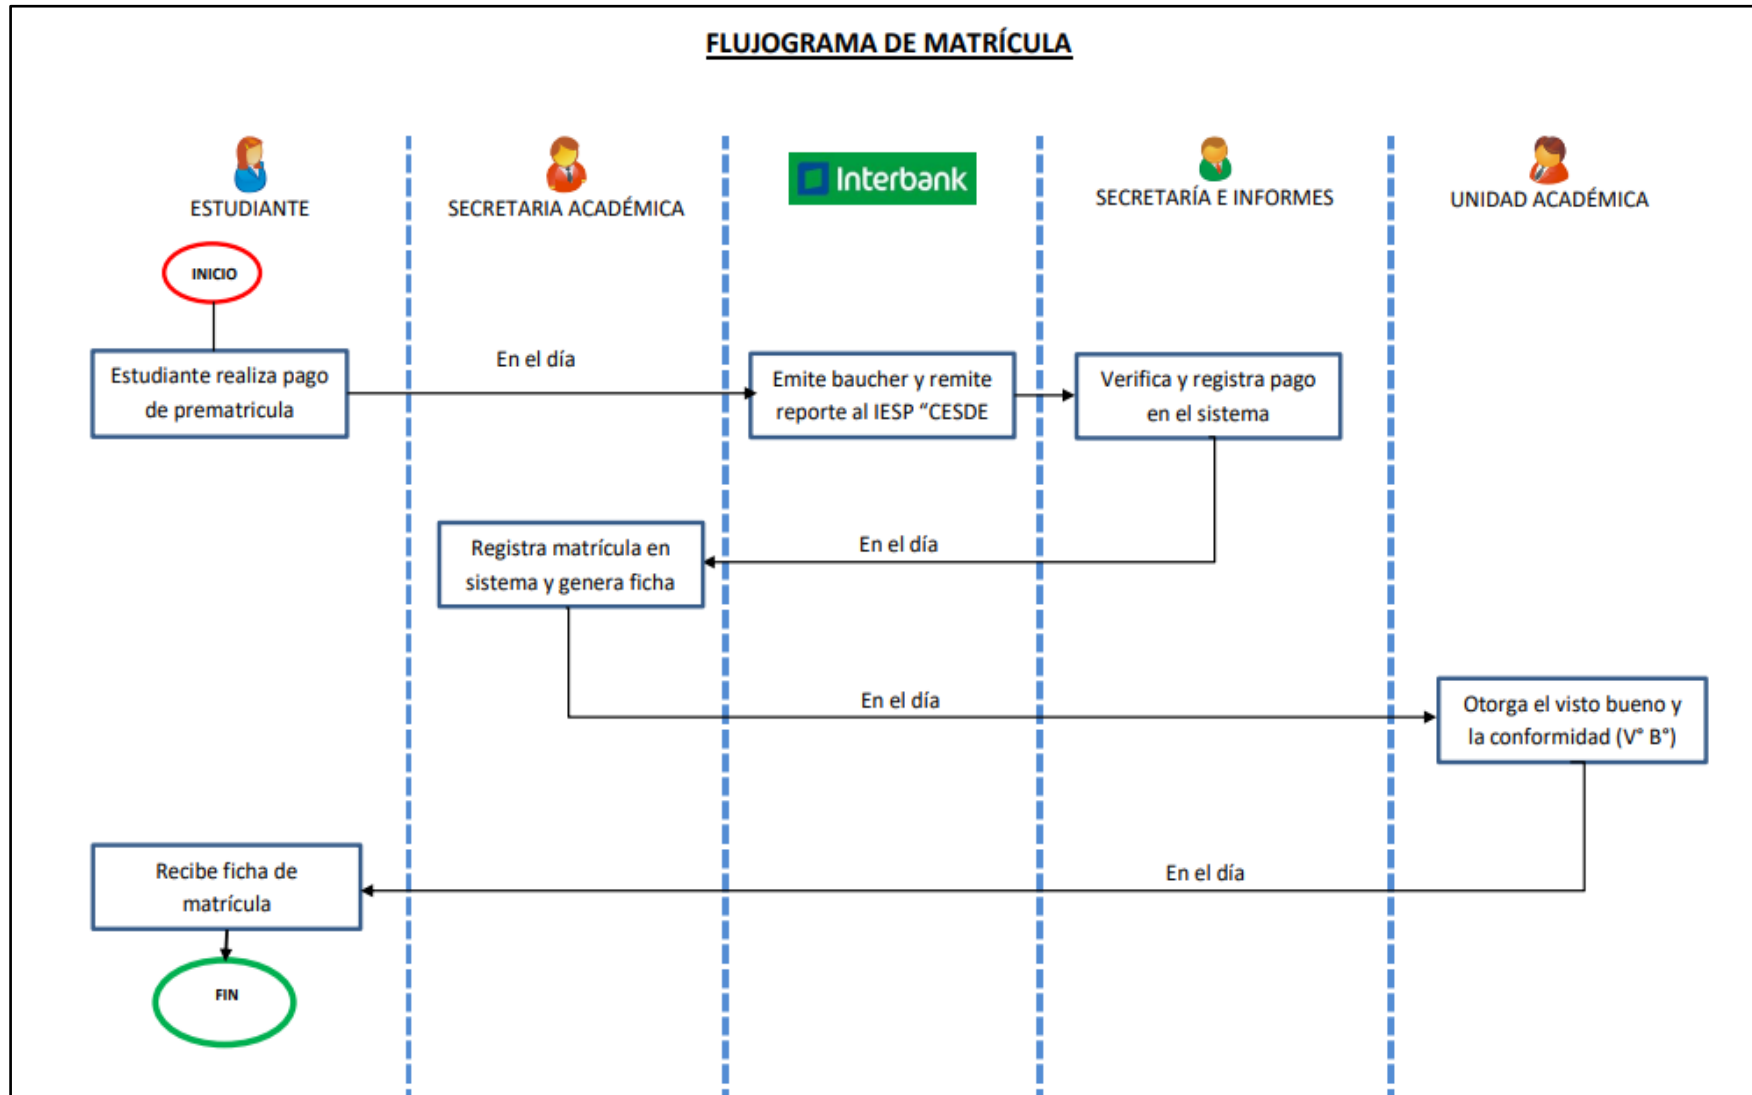 FLUJOGRAMA DE MATRÍCULA
ESTUDIANTE
SECRETARIA ACADÉMICA
Interbank
SECRETARÍA E INFORMES
UNIDAD ACADÉMICA
INICIO
Estudiante realiza pago
de prematricula
En el día
Emite baucher y remite
reporte al IESP “CESDE
Verifica y registra pago
en el sistema
Registra matrícula en
sistema y genera ficha
En el día
En el día
Otorga el visto bueno y
la conformidad (V° B°)
Recibe ficha de
matrícula
En el día
FIN